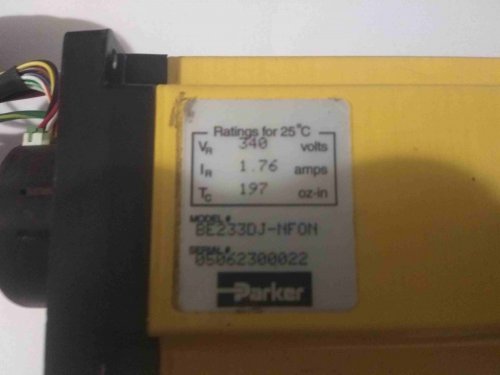 Ratings for 25°C
VR 340 volts
IR 1.76 amps
TC 197 oz-in
MODEL #
BE233DJ-NFON
SERIAL #
05062300022
Parker